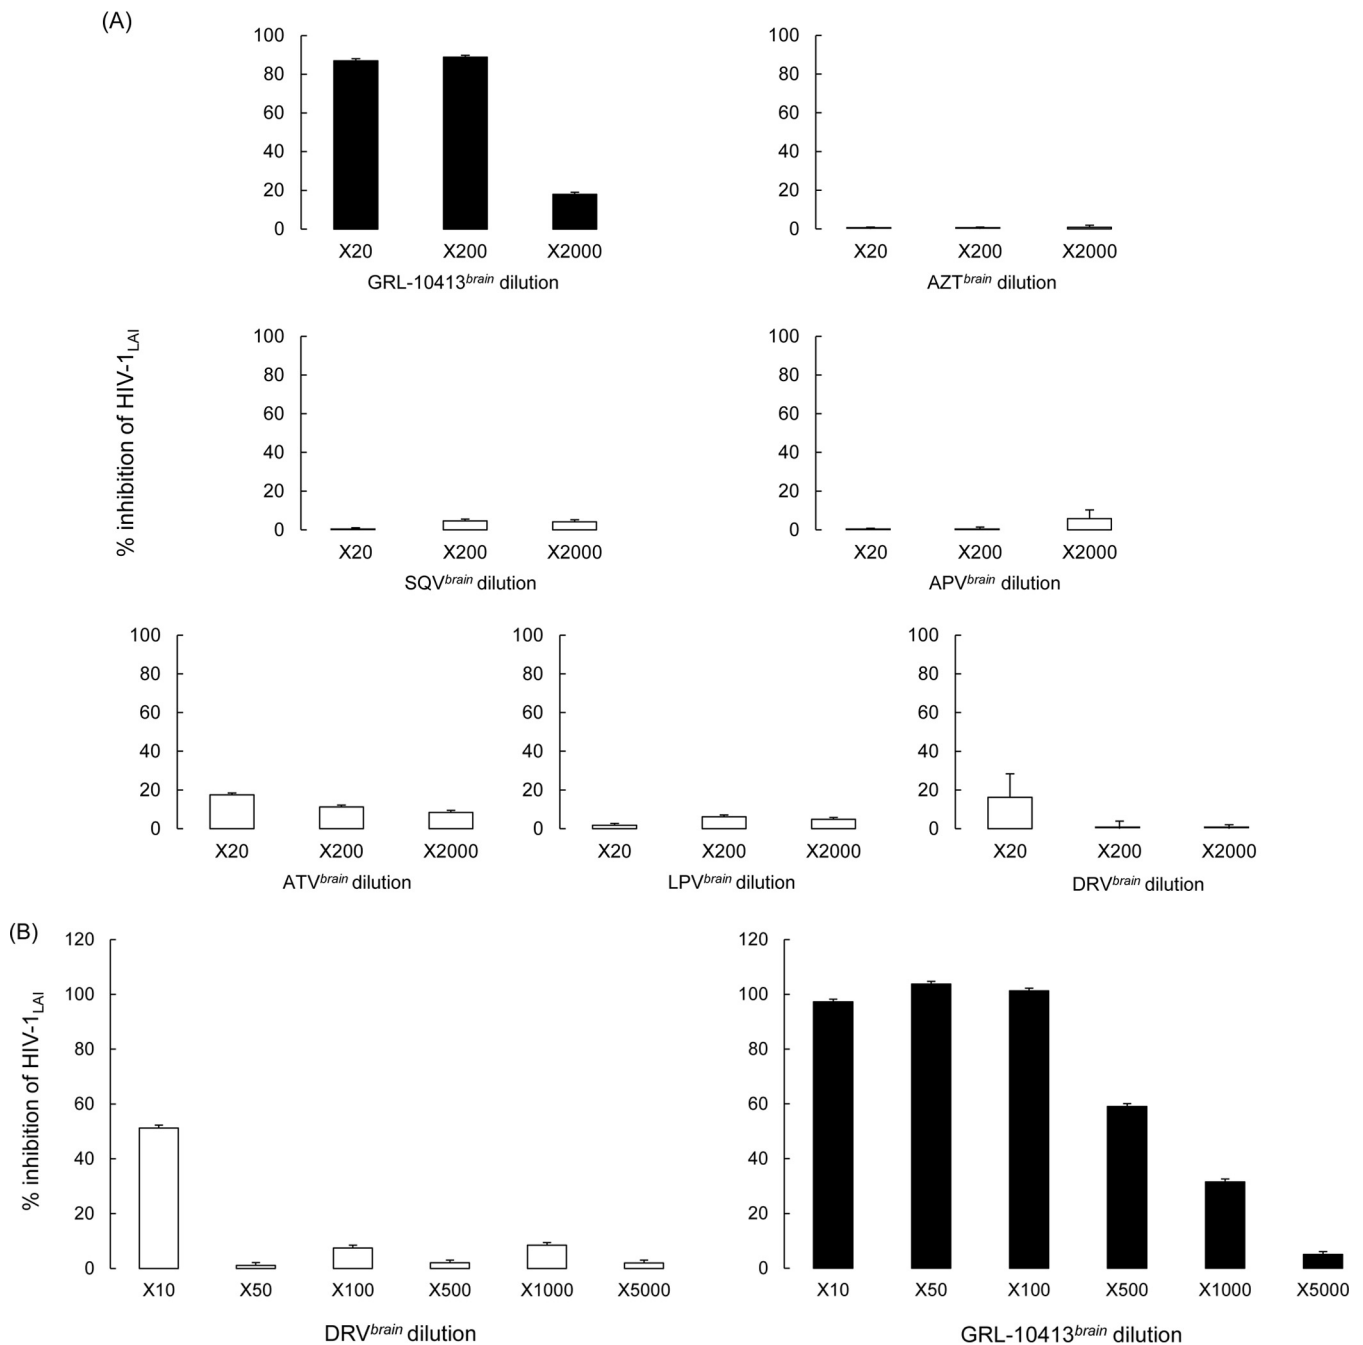 (A)
% inhibition of HIV-1LAI
100
80
60
40
20
0
X20 X200 X2000
GRL-10413brain dilution
100
80
60
40
20
0
X20 X200 X2000
AZTbrain dilution
100
80
60
40
20
0
X20 X200 X2000
SQVbrain dilution
100
80
60
40
20
0
X20 X200 X2000
APVbrain dilution
100
80
60
40
20
0
X20 X200 X2000
ATVbrain dilution
100
80
60
40
20
0
X20 X200 X2000
LPVbrain dilution
100
80
60
40
20
0
X20 X200 X2000
DRVbrain dilution
(B)
% inhibition of HIV-1LAI
120
100
80
60
40
20
0
X10 X50 X100 X500 X1000 X5000
DRVbrain dilution
120
100
80
60
40
20
0
X10 X50 X100 X500 X1000 X5000
GRL-10413brain dilution